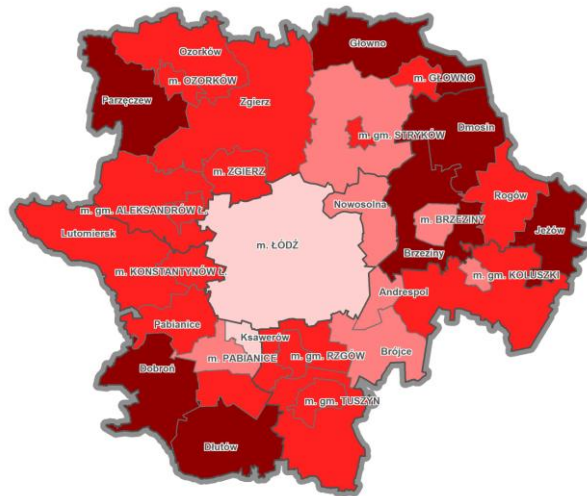 Ozorków
Głowno
m. OZORKÓW
m. GŁOWNO
Parzęczew
Zgierz
Dmosin
m. gm. STRYKÓW
m. ZGIERZ
Rogów
Nowosolna
m. gm. ALEKSANDRÓW Ł.
m. BRZEZINY
Lutomiersk
Jeżów
m. ŁÓDŹ
Brzeziny
m. KONSTANTYNÓW Ł.
m. gm. KOLUSZKI
Andrespol
Pabianice
Ksawerów
Brójce
m. PABIANICE
m. gm. RZGÓW
Dobroń
m. gm. TUSZYN
Dłutów